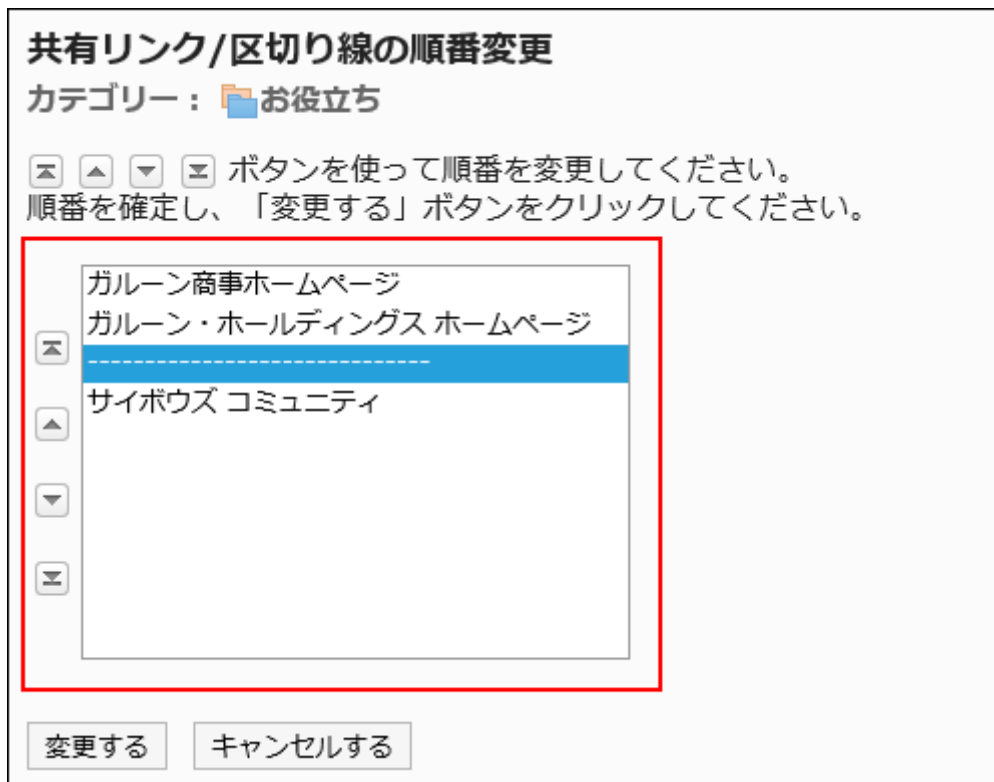 共有リンク/区切り線の順番変更
カテゴリー： お役立ち
ボタンを使って順番を変更してください。
順番を確定し、「変更する」ボタンをクリックしてください。
ガルーン商事ホームページ
ガルーン・ホールディングス ホームページ
------------------------------
サイボウズ コミュニティ
変更する
キャンセルする